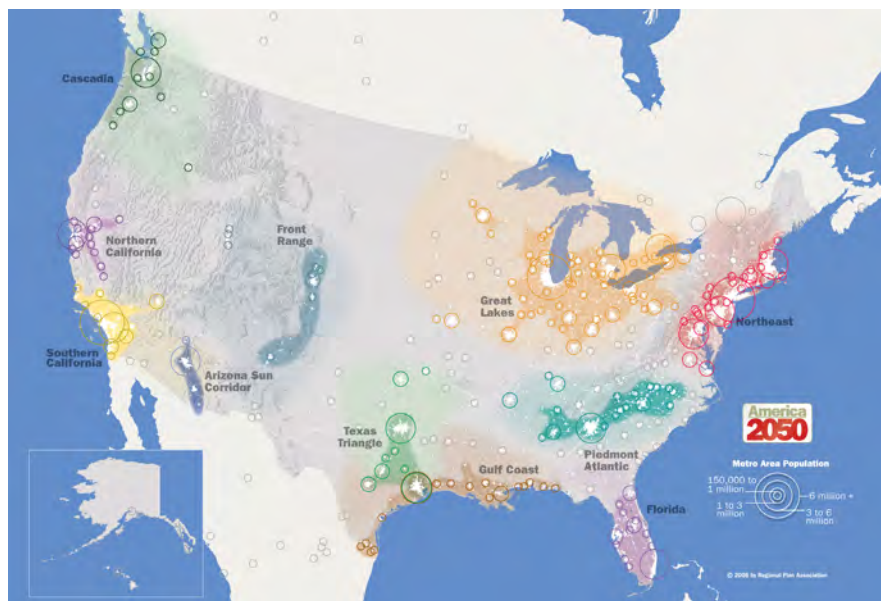 Cascadia
Northern
California
Southern
California
Front
Range
Arizona Sun
Corridor
Great
Lakes
Texas
Triangle
Gulf Coast
Piedmont
Atlantic
Northeast
Florida
America
2050
Metro Area Population
150,000 to
1 million
1 to 3
million
6 million +
3 to 6
million
© 2008 by Regional Plan Association